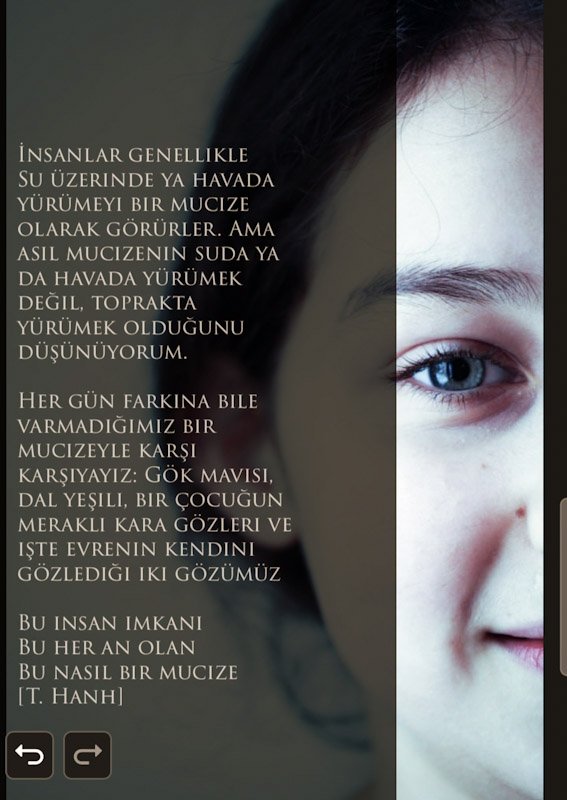 İnsanlar genellikle
Su üzerinde ya havada
yürümeyi bir mucize
olarak görürler. Ama
asıl mucizenin suda ya
da havada yürümek
değil, toprakta
yürümek olduğunu
düşünüyorum.
Her gün farkına bile
varmadığımız bir
mucizeyle karşı
karşıyayız: Gök mavisi,
dal yeşili, bir çocuğun
meraklı kara gözleri ve
işte evrenin kendini
gözlediği iki gözümüz
Bu insan imkanı
Bu her an olan
Bu nasıl bir mucize
[T. Hanh]